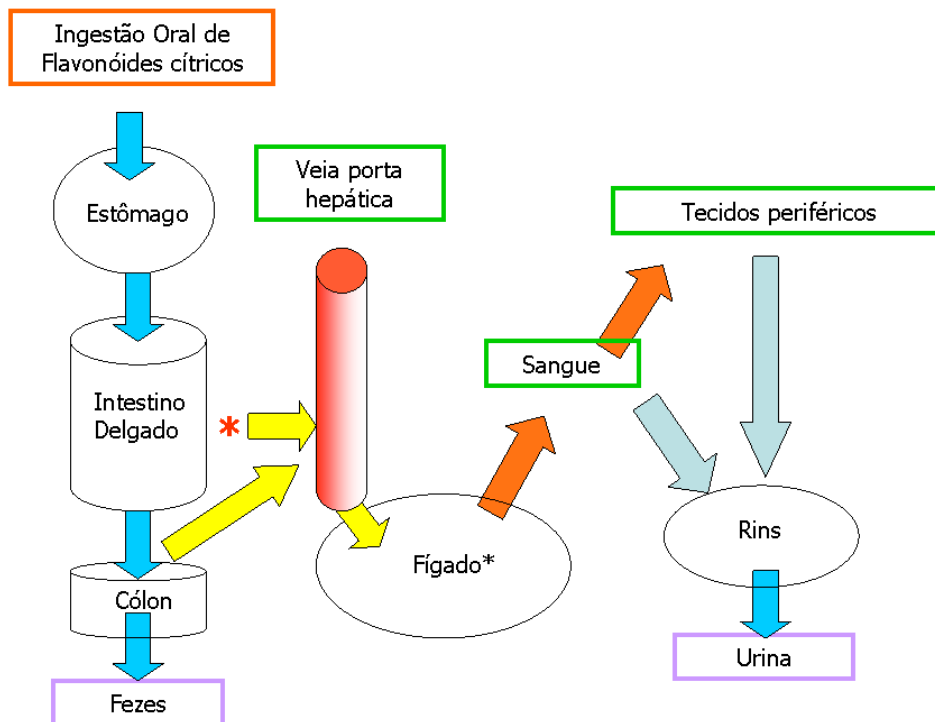 Ingestão Oral de
Flavonóides cítricos
Veia porta
hepática
Estômago
Tecidos periféricos
Sangue
Intestino
Delgado
*
Fígado*
Rins
Cólon
Urina
Fezes